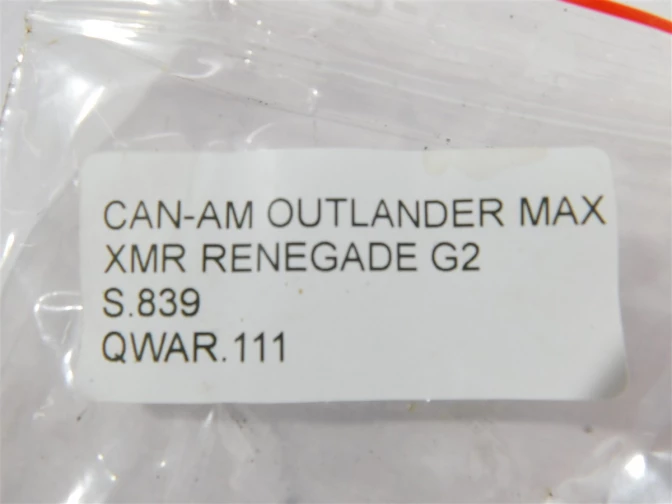 CAN-AM OUTLANDER MAX
XMR RENEGADE G2
S.839
QWAR.111